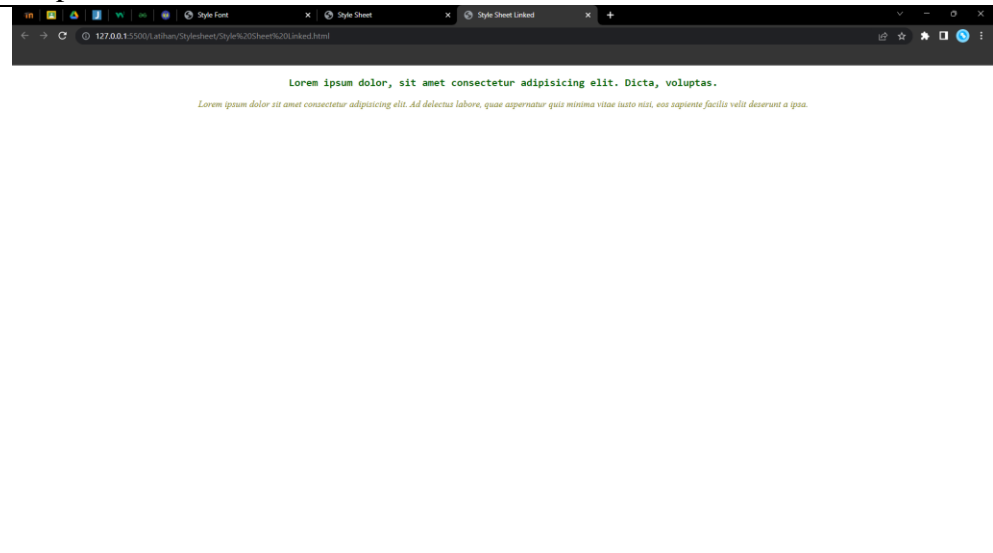 in
J
Style Font
Style Sheet
Style Sheet Linked
127.0.0.1:5500/Latihan/Stylesheet/Style%20Sheet%20Linked.html
Lorem ipsum dolor, sit amet consectetur adipisicing elit. Dicta, voluptas.
Lorem ipsum dolor sit amet consectetur adipisicing elit. Ad delectus labore, quae aspernatur quis minima vitae iusto nisi, eos sapiente facilis velit deserunt a ipsa.